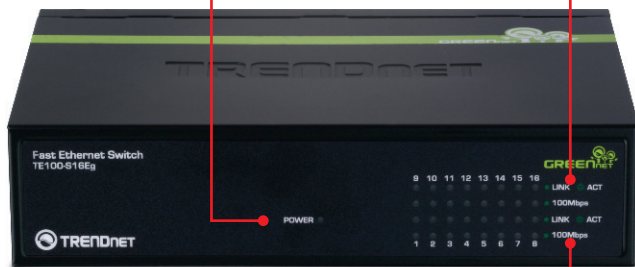 GREENnet
TRENDNET
Fast Ethernet Switch
TE100-S16Eg
GREENnet
9 10 11 12 13 14 15 16
LINK ACT
100Mbps
POWER
LINK ACT
100Mbps
1 2 3 4 5 6 7 8
TRENDNET